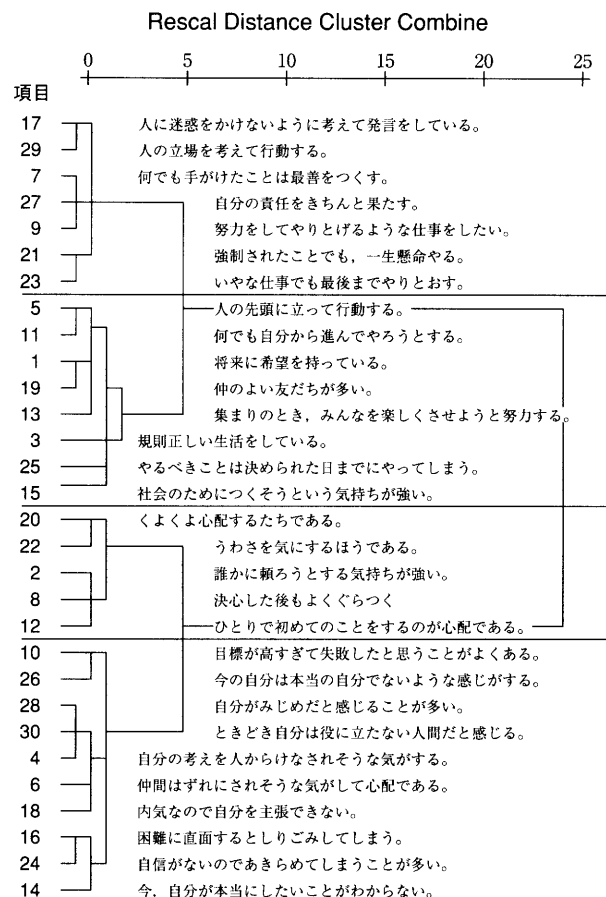 Rescal Distance Cluster Combine
0 5 10 15 20 25
項目
17 人に迷惑をかけないように考えて発言をしている。
29 人の立場を考えて行動する。
7 何でも手がけたことは最善をつくす。
27 自分の責任をきちんと果たす。
9 努力をしてやりとげるような仕事をしたい。
21 強制されたことでも，一生懸命やる。
23 いやな仕事でも最後までやりとおす。
5 人の先頭に立って行動する。
11 何でも自分から進んでやろうとする。
1 将来に希望を持っている。
19 仲のよい友だちが多い。
13 集まりのとき，みんなを楽しくさせようと努力する。
3 規則正しい生活をしている。
25 やるべきことは決められた日までにやってしまう。
15 社会のためにつくそうという気持ちが強い。
20 くよくよ心配するたちである。
22 うわさを気にするほうである。
2 誰かに頼ろうとする気持ちが強い。
8 決心した後もよくぐらつく
12 ひとりで初めてのことをするのが心配である。
10 目標が高すぎて失敗したと思うことがよくある。
26 今の自分は本当の自分でないような感じがする。
28 自分がみじめだと感じることが多い。
30 ときどき自分は役に立たない人間だと感じる。
4 自分の考えを人からけなされそうな気がする。
6 仲間はずれにされそうな気がして心配である。
18 内気なので自分を主張できない。
16 困難に直面するとしりごみしてしまう。
24 自信がないのであきらめてしまうことが多い。
14 今，自分が本当にしたいことがわからない。